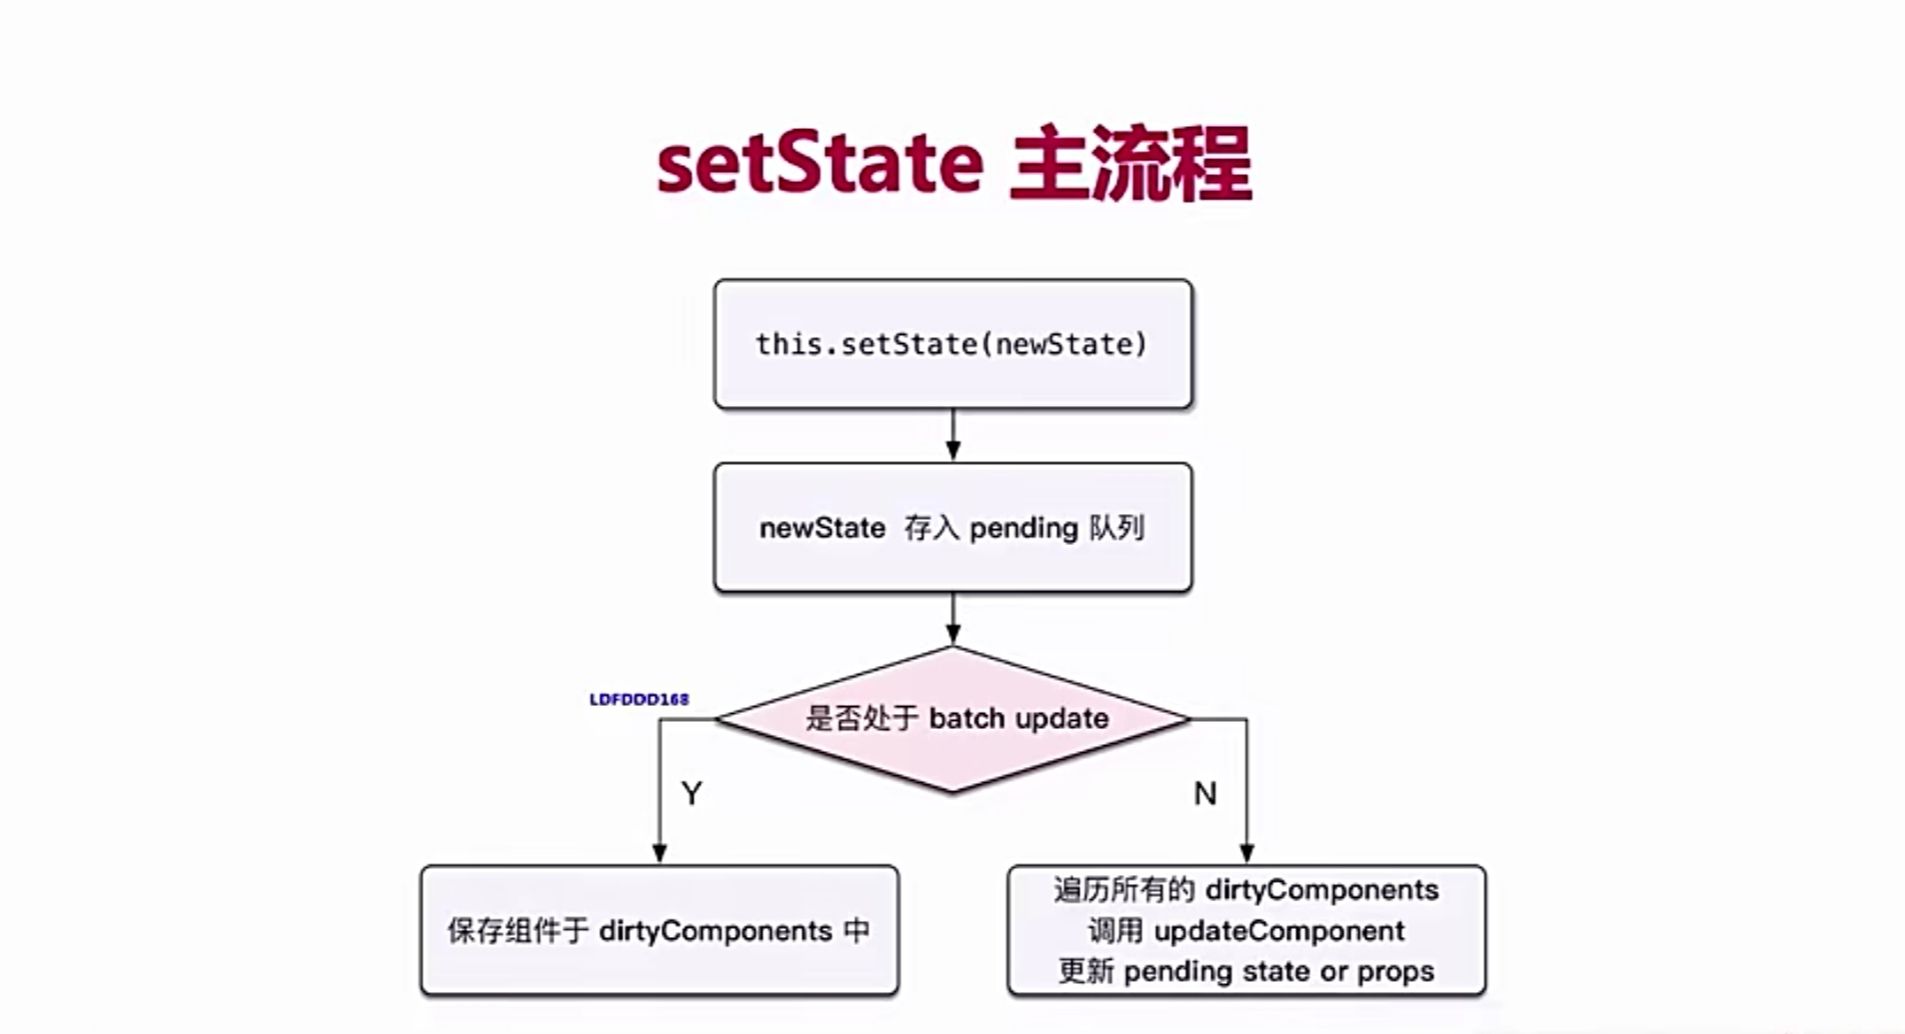 setState 主流程
this.setState(newState)
newState 存入 pending 队列
LDFDDD168
是否处于 batch update
Y
N
保存组件于 dirtyComponents 中
遍历所有的 dirtyComponents
调用 updateComponent
更新 pending state or props